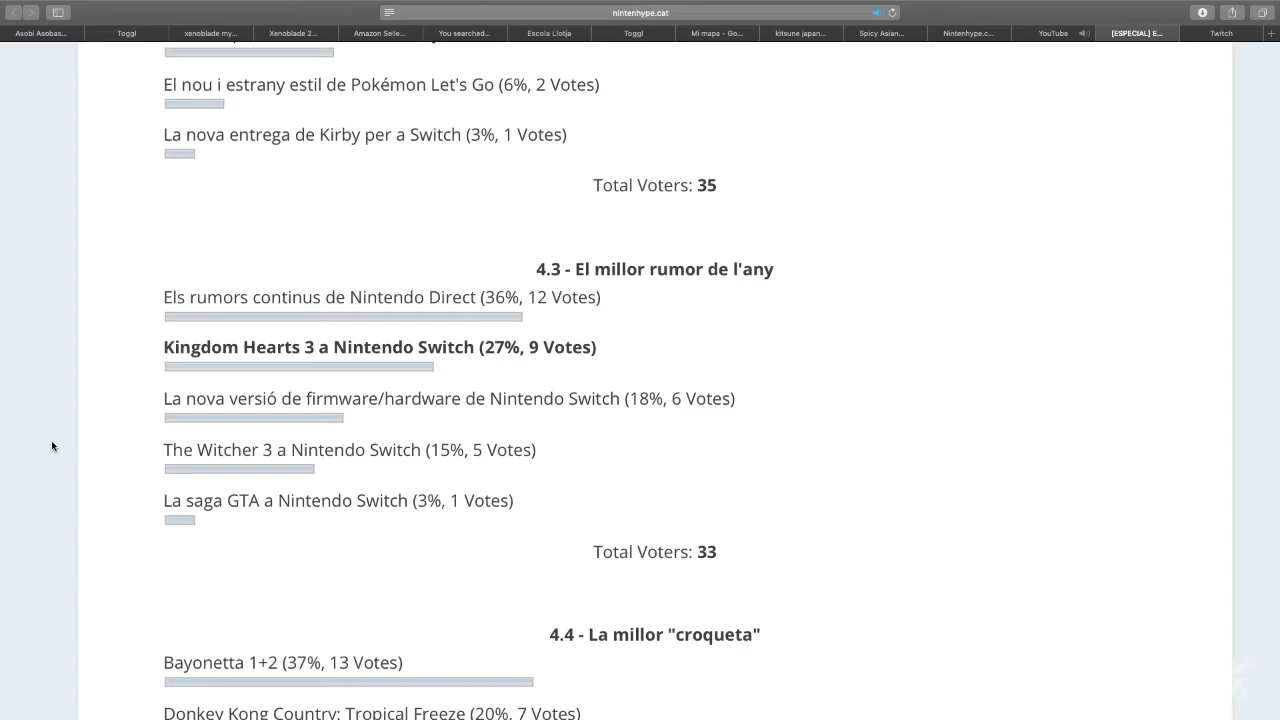 nintenhype.cat
Asobi Asobas...
Toggl
xenoblade my...
Xenoblade 2...
Amazon Selle...
You searched...
Escola Llotja
Toggl
Mi mapa - Go...
kitsune japan...
Spicy Asian...
Nintenhype.c...
YouTube
[ESPECIAL] E...
Twitch
El nou i estrany estil de Pokémon Let's Go (6%, 2 Votes)
La nova entrega de Kirby per a Switch (3%, 1 Votes)
Total Voters: 35
4.3 - El millor rumor de l'any
Els rumors continus de Nintendo Direct (36%, 12 Votes)
Kingdom Hearts 3 a Nintendo Switch (27%, 9 Votes)
La nova versió de firmware/hardware de Nintendo Switch (18%, 6 Votes)
The Witcher 3 a Nintendo Switch (15%, 5 Votes)
La saga GTA a Nintendo Switch (3%, 1 Votes)
Total Voters: 33
4.4 - La millor "croqueta"
Bayonetta 1+2 (37%, 13 Votes)
Donkey Kong Country: Tropical Freeze (20%, 7 Votes)